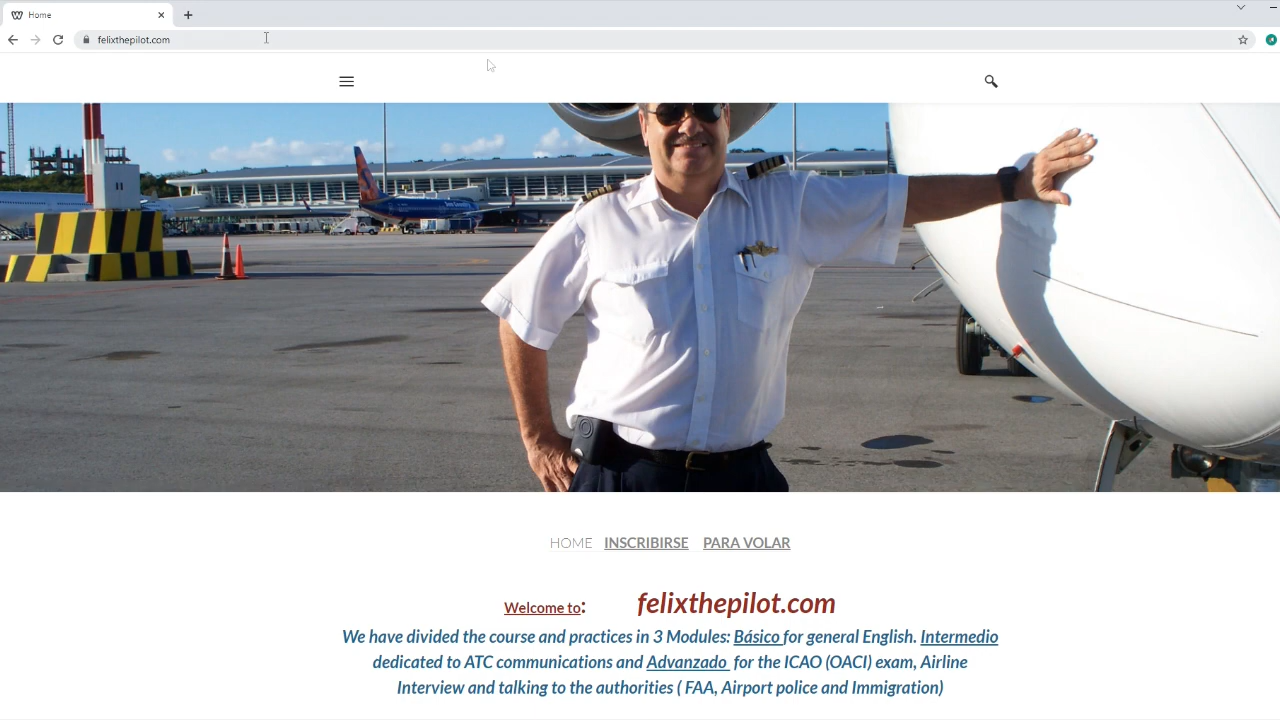 Home
felixthepilot.com
HOME INSCRIBIRSE PARA VOLAR
Welcome to: felixthepilot.com
We have divided the course and practices in 3 Modules: Básico for general English. Intermedio
dedicated to ATC communications and Advanzado for the ICAO (OACI) exam, Airline
Interview and talking to the authorities ( FAA, Airport police and Immigration)